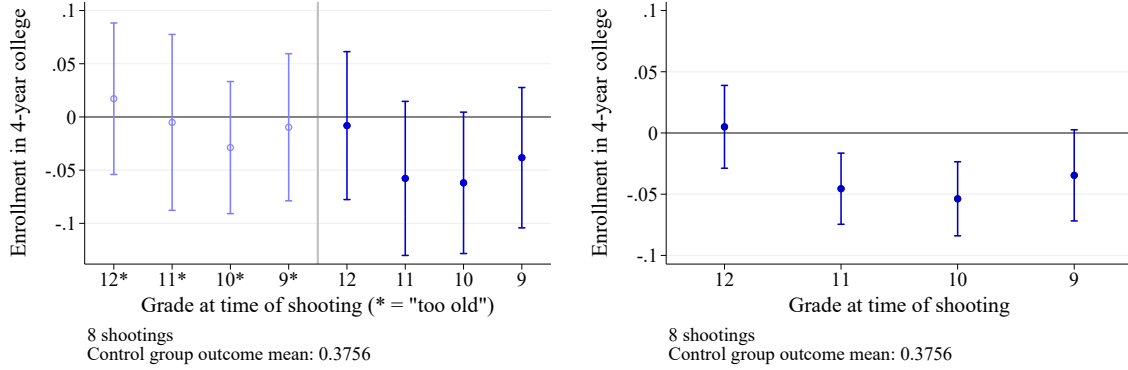 Enrollment in 4-year college
.1
.05
0
-.05
-.1
12* 11* 10* 9* 12 11 10 9
Grade at time of shooting (* = "too old")
8 shootings
Control group outcome mean: 0.3756
Enrollment in 4-year college
.1
.05
0
-.05
-.1
12 11 10 9
Grade at time of shooting
8 shootings
Control group outcome mean: 0.3756